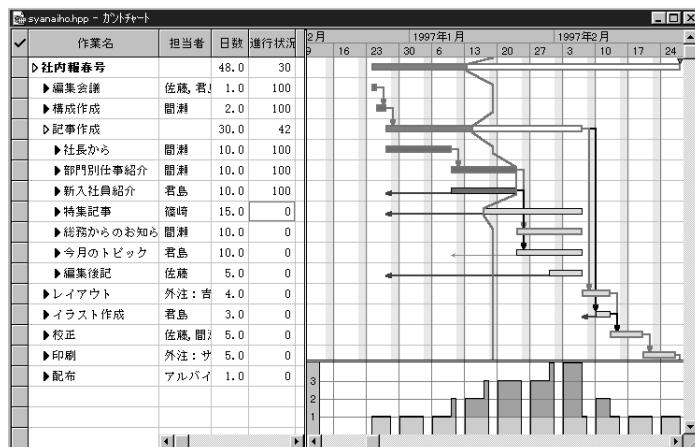 syanaiho.hpp - ガントチャート
作業名 担当者 日数 進行状況
2月 1997年1月 1997年2月
9 16 23 30 6 13 20 27 3 10 17 24
社内報春号 48.0 30
編集会議 佐藤, 君 1.0 100
構成作成 間瀬 2.0 100
記事作成 30.0 42
社長から 間瀬 10.0 100
部門別仕事紹介 間瀬 10.0 100
新入社員紹介 君島 10.0 100
特集記事 篠崎 15.0 0
総務からのお知ら 間瀬 10.0 0
今月のトピック 君島 10.0 0
編集後記 佐藤 5.0 0
レイアウト 外注：吉 4.0 0
イラスト作成 君島 3.0 0
校正 佐藤, 間 5.0 0
印刷 外注：サ 5.0 0
配布 アルバイ 1.0 0
3
2
1